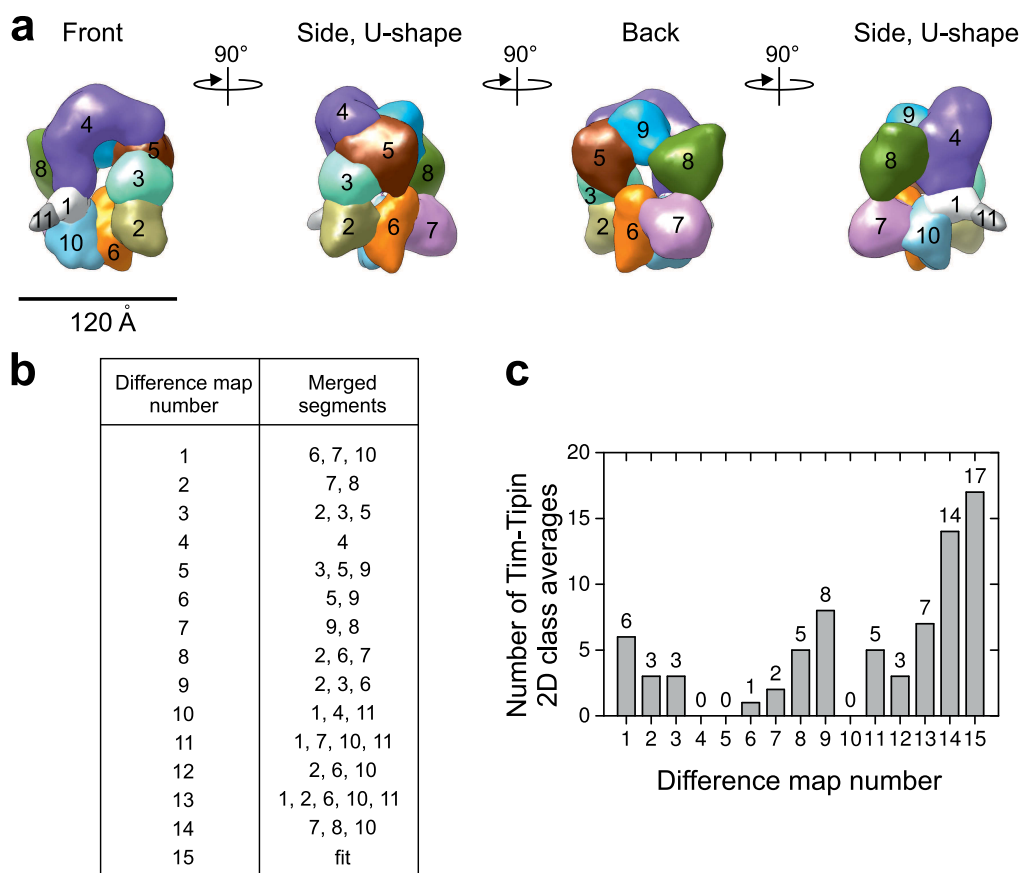 a
Front
90°
Side, U-shape
90°
Back
90°
Side, U-shape
4
8
5
3
1
11
2
10
6
4
5
3
8
2
6
7
9
5
8
3
2
6
7
9
4
8
1
11
7
10
120 Å
b
Difference map number
Merged segments
1 6, 7, 10
2 7, 8
3 2, 3, 5
4 4
5 3, 5, 9
6 5, 9
7 9, 8
8 2, 6, 7
9 2, 3, 6
10 1, 4, 11
11 1, 7, 10, 11
12 2, 6, 10
13 1, 2, 6, 10, 11
14 7, 8, 10
15 fit
c
Number of Tim-Tipin
2D class averages
20
15
10
5
0
6 3 3 0 0 1 2 5 8 0 5 3 7 14 17
1 2 3 4 5 6 7 8 9 10 11 12 13 14 15
Difference map number